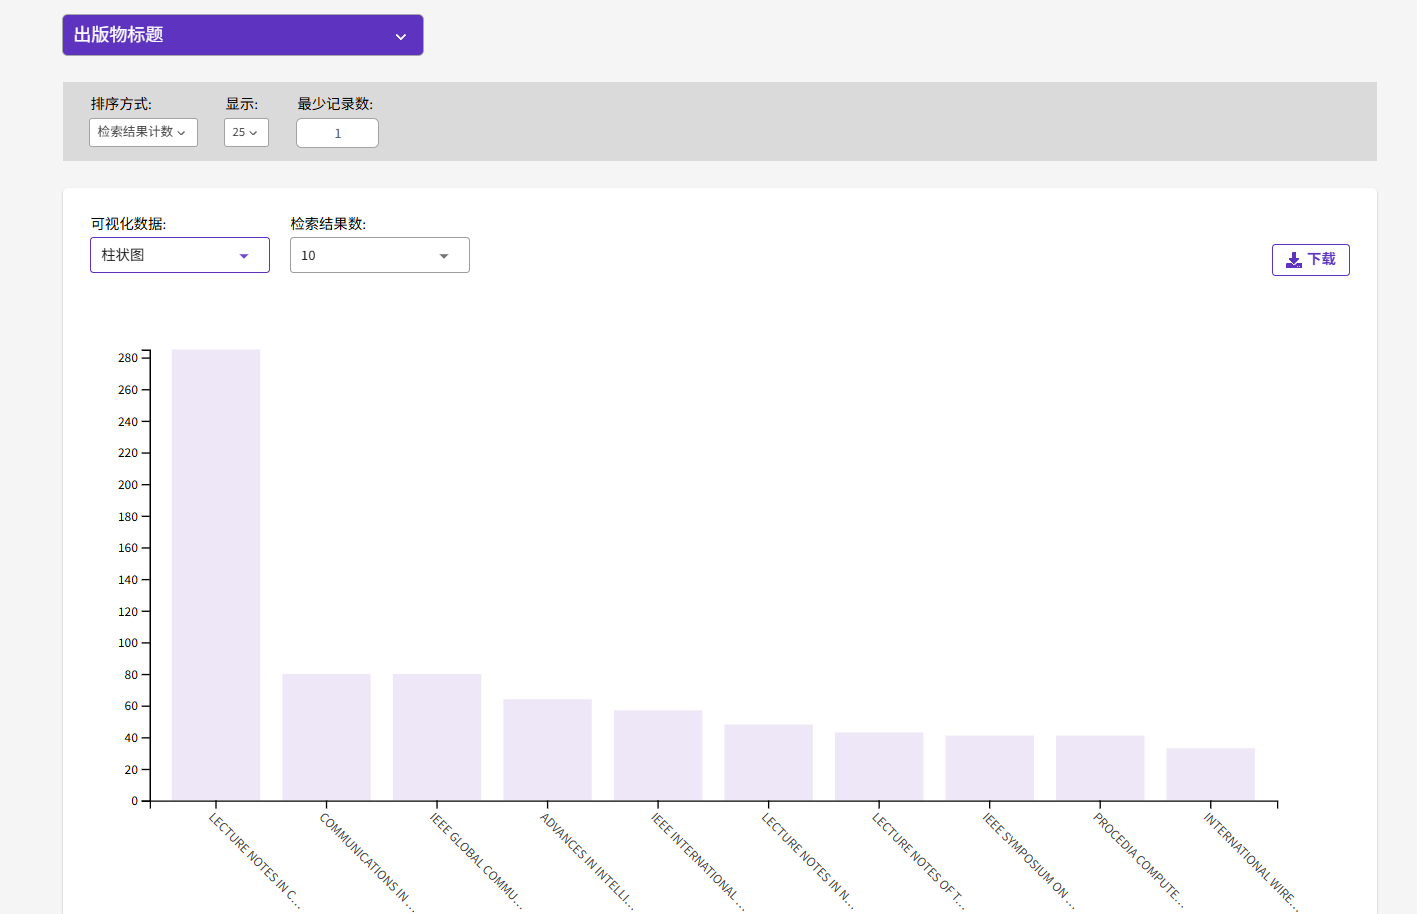 出版物标题
排序方式: 显示: 最少记录数:
检索结果计数 25 1
可视化数据: 检索结果数:
柱状图 10
下载
280
260
240
220
200
180
160
140
120
100
80
60
40
20
0
LECTURE NOTES IN C...
COMMUNICATIONS IN ...
IEEE GLOBAL COMMU...
ADVANCES IN INTELLI...
IEEE INTERNATIONAL ...
LECTURE NOTES IN N...
LECTURE NOTES OF T...
IEEE SYMPOSIUM ON ...
PROCEDIA COMPUTE...
INTERNATIONAL WIRE...